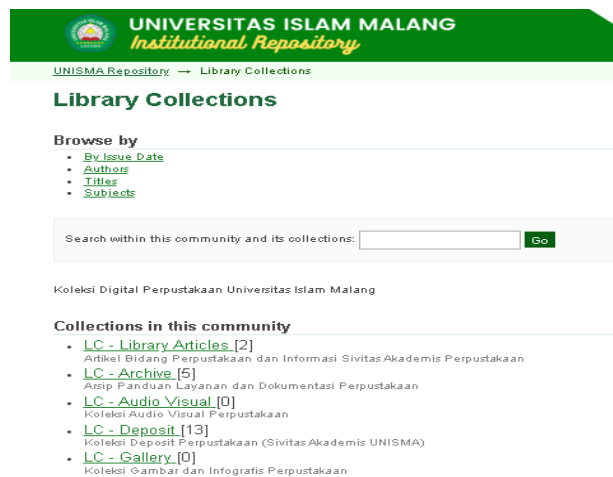 UNIVERSITAS ISLAM MALANG
Institutional Repository
UNISMA Repository → Library Collections
Library Collections
Browse by
By Issue Date
Authors
Titles
Subjects
Search within this community and its collections: Go
Koleksi Digital Perpustakaan Universitas Islam Malang
Collections in this community
LC - Library Articles [2]
Artikel Bidang Perpustakaan dan Informasi Sivitas Akademis Perpustakaan
LC - Archive [5]
Arsip Panduan Layanan dan Dokumentasi Perpustakaan
LC - Audio Visual [0]
Koleksi Audio Visual Perpustakaan
LC - Deposit [13]
Koleksi Deposit Perpustakaan (Sivitas Akademis UNISMA)
LC - Gallery [0]
Koleksi Gambar dan Infografis Perpustakaan